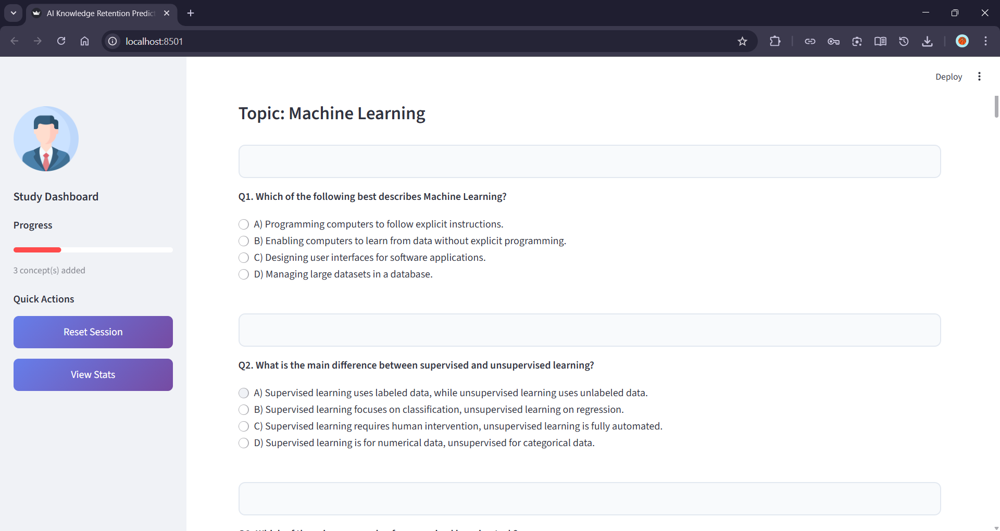 AI Knowledge Retention Predict
localhost:8501
Deploy
Study Dashboard
Progress
3 concept(s) added
Quick Actions
Reset Session
View Stats
Topic: Machine Learning
Q1. Which of the following best describes Machine Learning?
A) Programming computers to follow explicit instructions.
B) Enabling computers to learn from data without explicit programming.
C) Designing user interfaces for software applications.
D) Managing large datasets in a database.
Q2. What is the main difference between supervised and unsupervised learning?
A) Supervised learning uses labeled data, while unsupervised learning uses unlabeled data.
B) Supervised learning focuses on classification, unsupervised learning on regression.
C) Supervised learning requires human intervention, unsupervised learning is fully automated.
D) Supervised learning is for numerical data, unsupervised for categorical data.